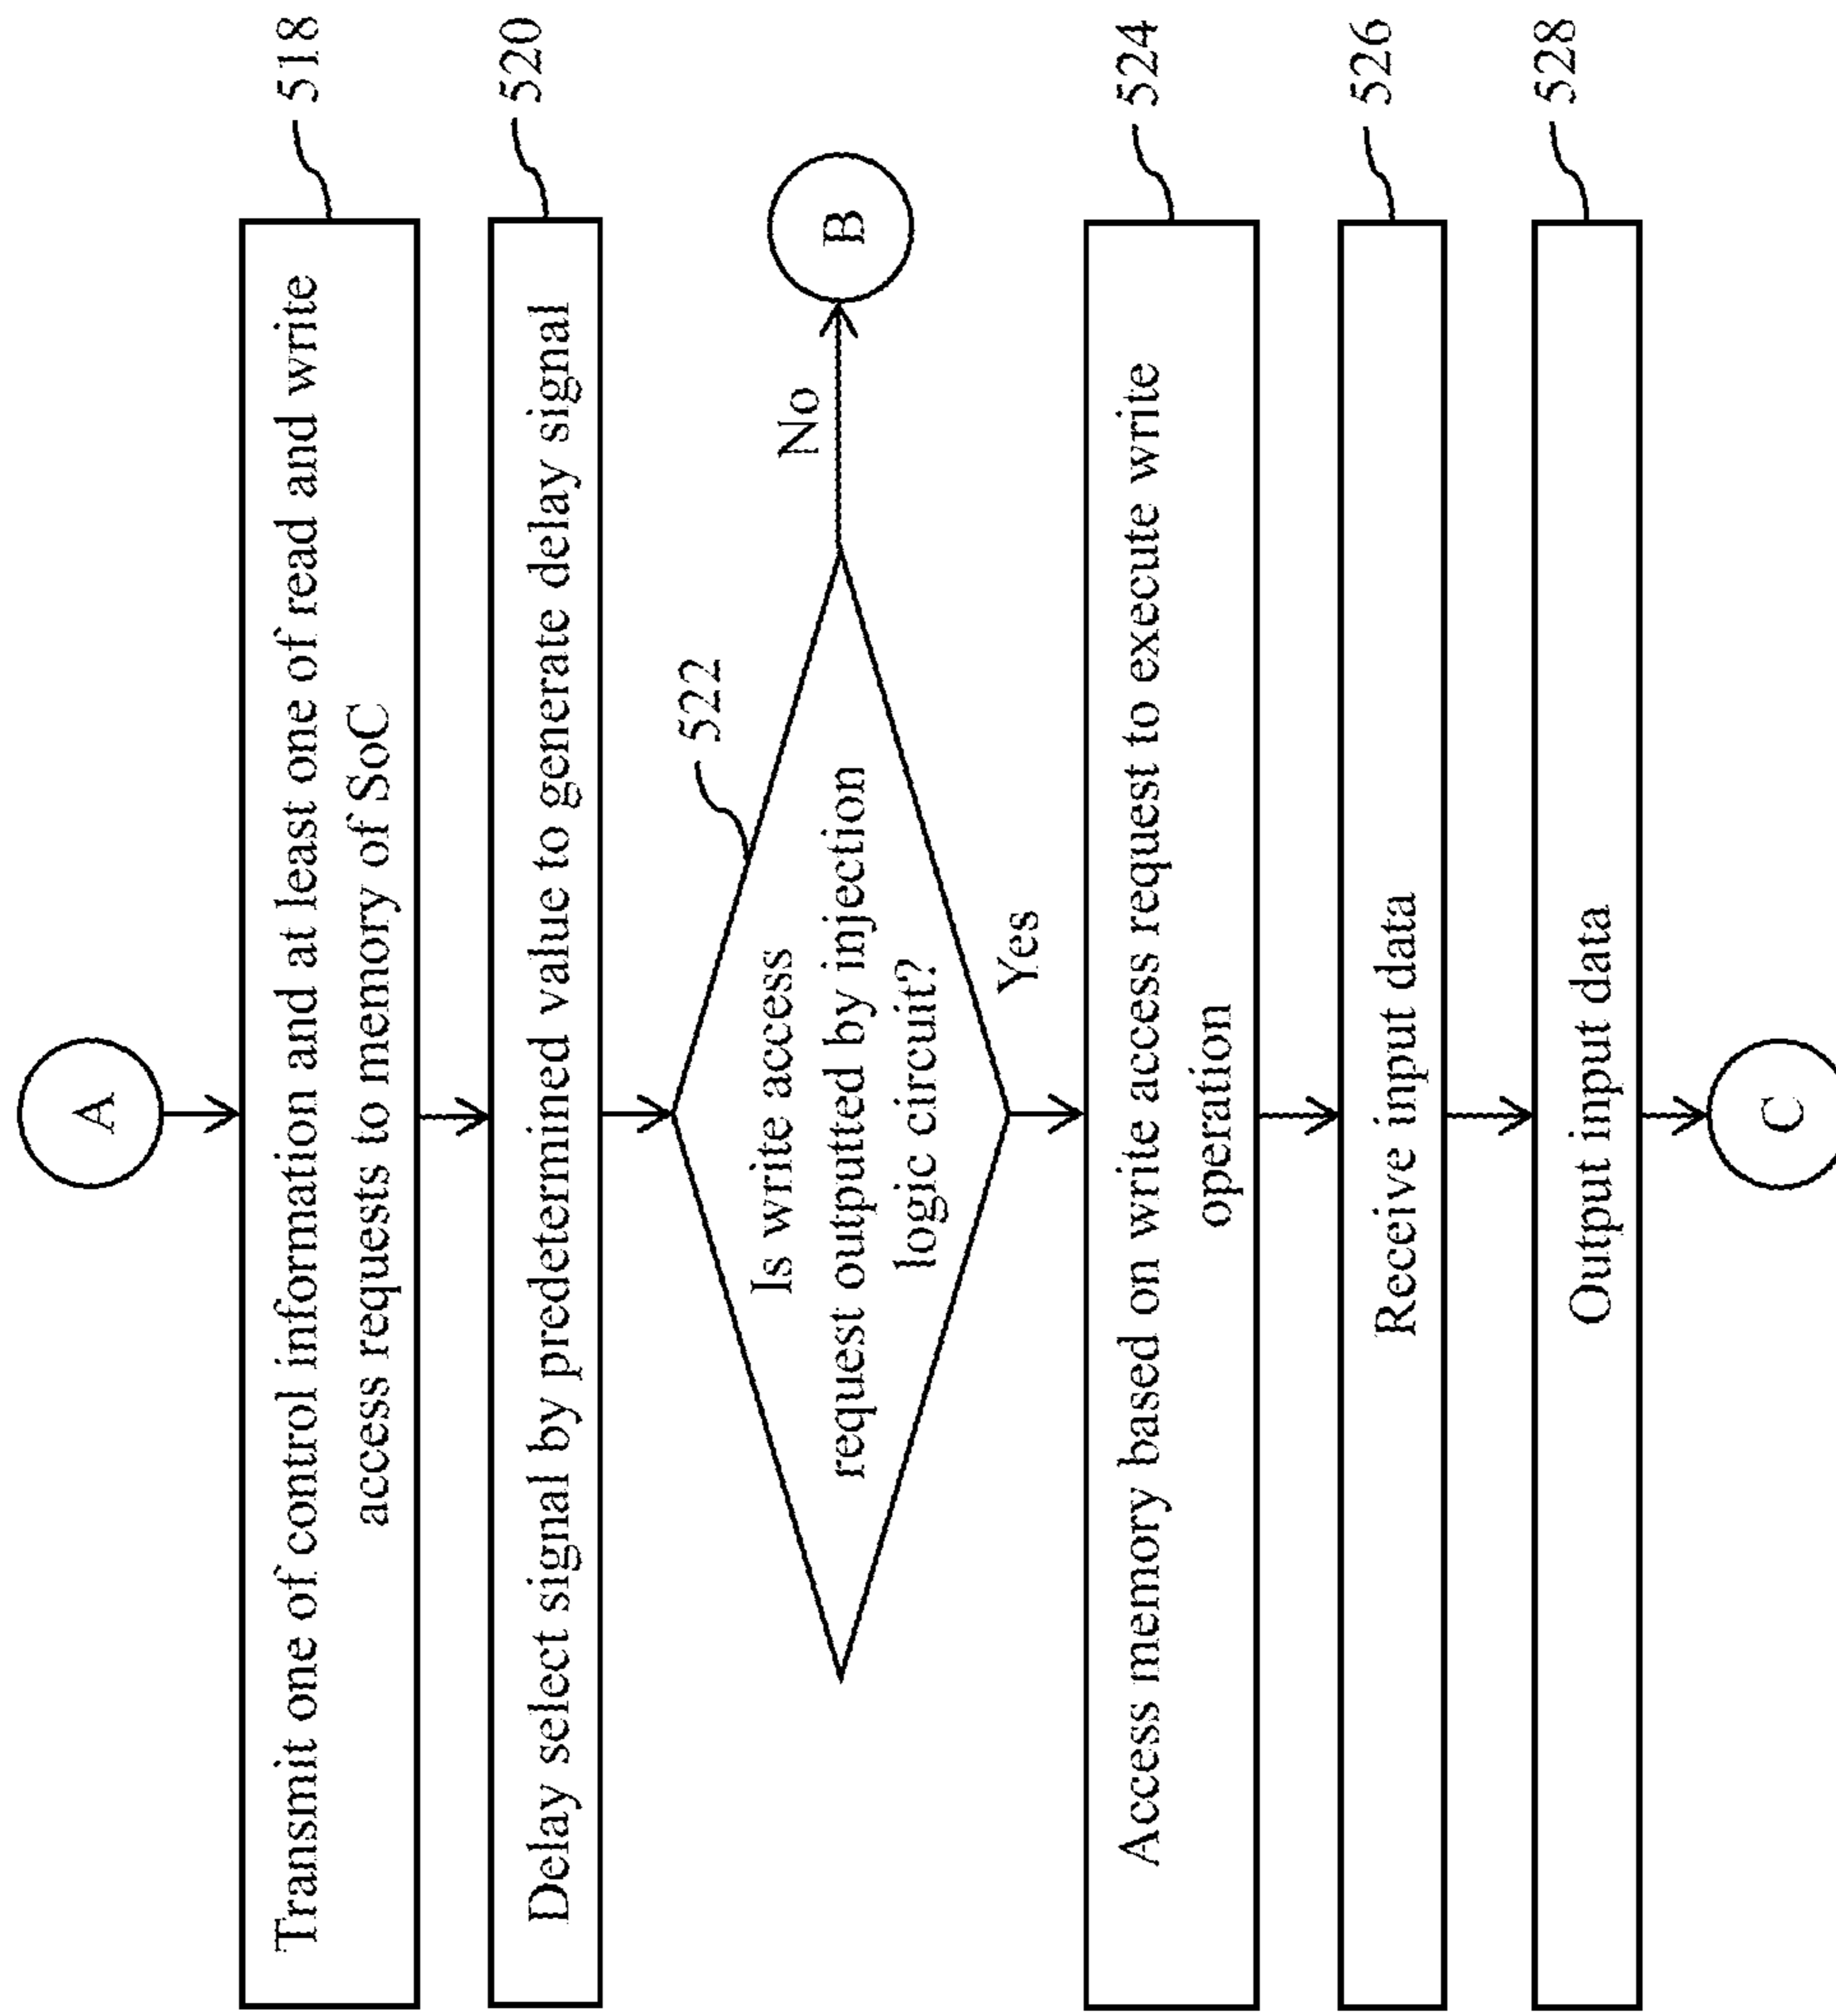 A
Transmit one of control information and at least one of read and write
access requests to memory of SoC
518
Delay select signal by predetermined value to generate delay signal
520
522
Is write access
request outputted by injection
logic circuit?
No
B
Yes
Access memory based on write access request to execute write
operation
524
Receive input data
526
Output input data
528
C